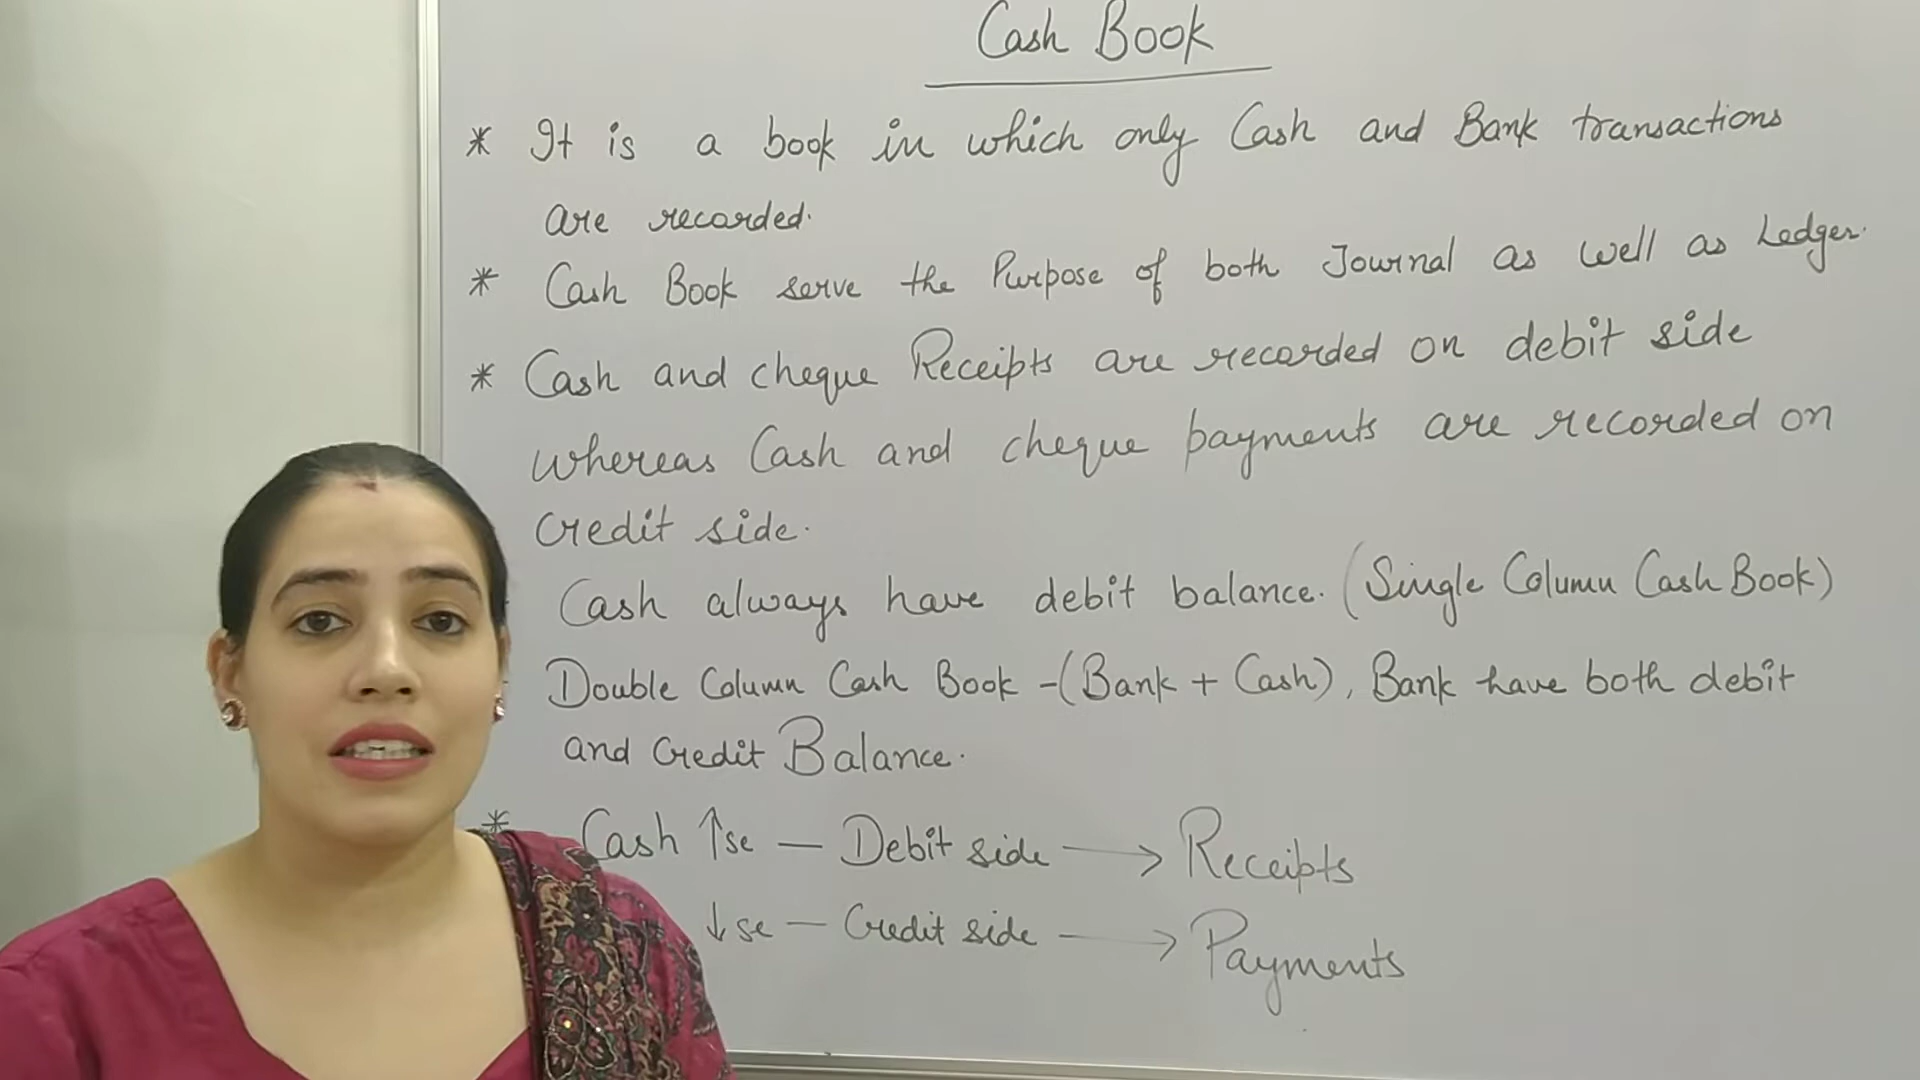 Cash Book
* It is a book in which only Cash and Bank transactions
are recorded.
* Cash Book serve the Purpose of both Journal as well as Ledger.
* Cash and cheque Receipts are recorded on debit side
whereas Cash and cheque payments are recorded on
Credit side.
Cash always have debit balance. (Single Column Cash Book)
Double Column Cash Book - (Bank + Cash), Bank have both debit
and Credit Balance.
* Cash ↑se — Debit side → Receipts
↓se — Credit side → Payments